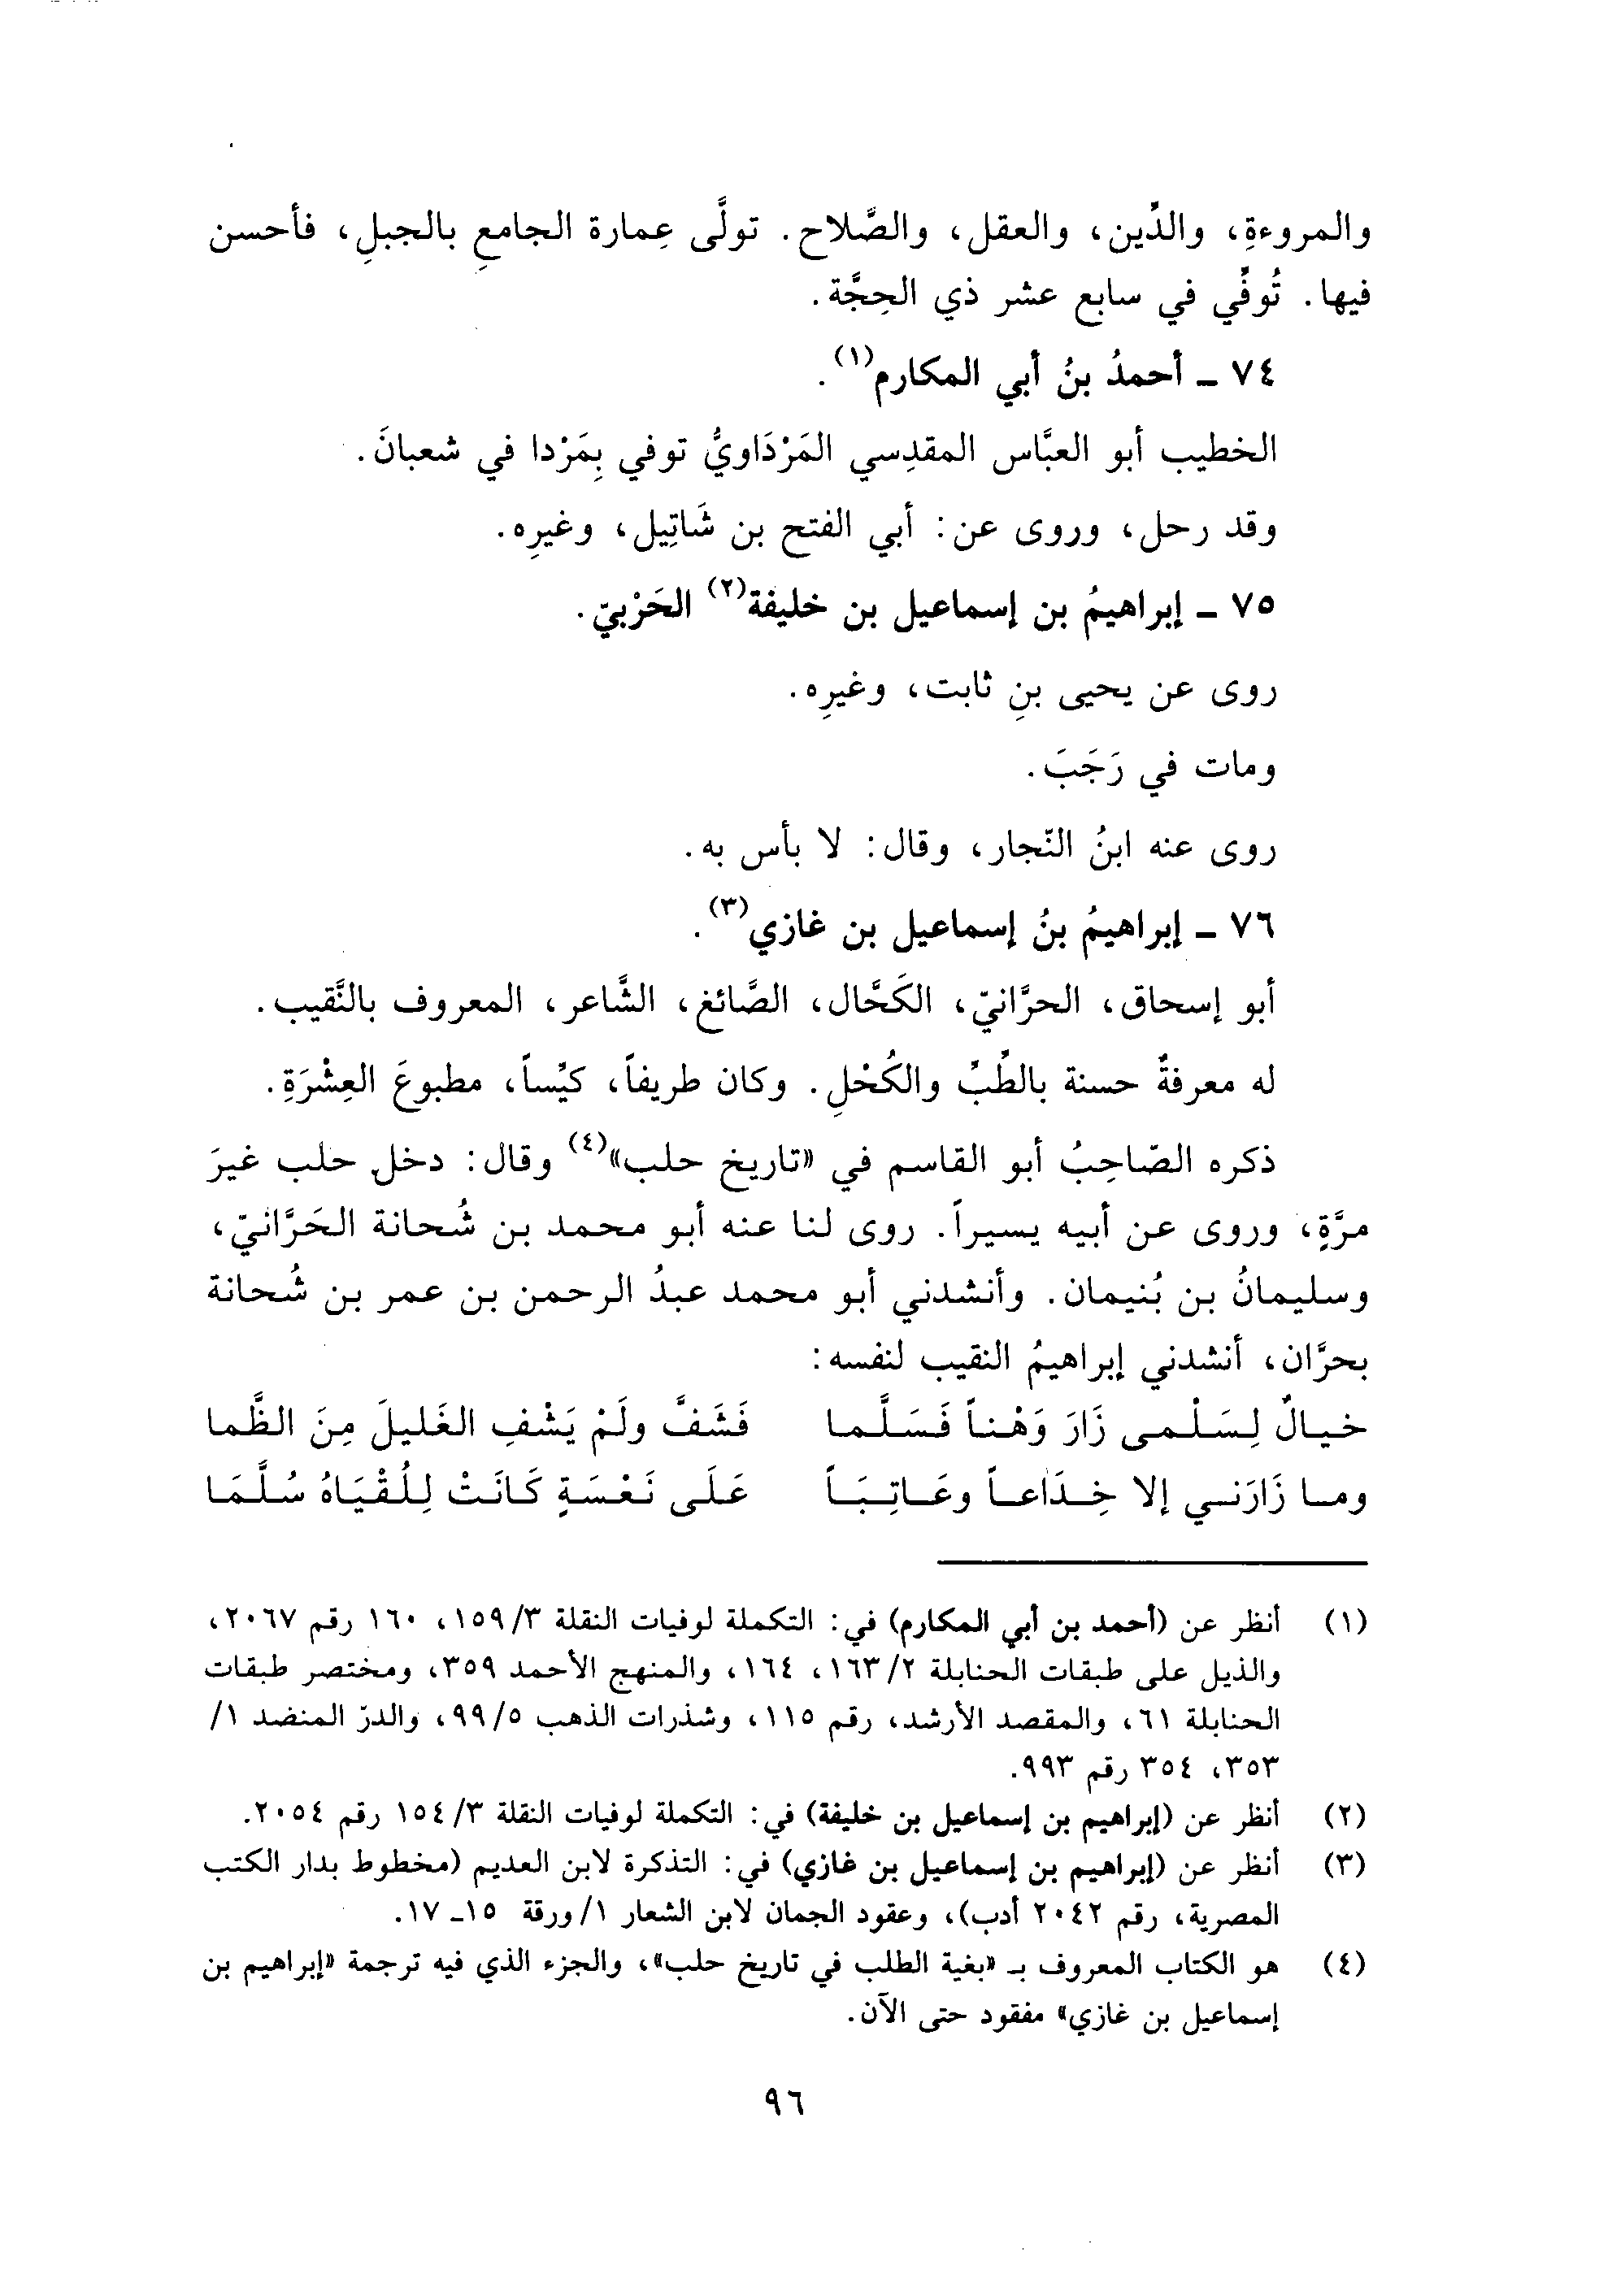 والمروءةِ، والدِّين، والعقل، والصَّلاح. تولَّى عِمارة الجامعِ بالجبلِ، فأحسن
فيها. تُوفِّي في سابع عشر ذي الحِجَّة.
٧٤ ـ أحمدُ بنُ أبي المكارم(١).
الخطيب أبو العبَّاس المقدِسي المَرْدَاويُّ توفي بِمَرْدا في شعبانَ.
وقد رحل، وروى عن: أبي الفتح بن شَاتِيل، وغيرِه.
٧٥ ـ إبراهيمُ بن إسماعيل بن خليفة(٢) الحَرْبيّ.
روى عن يحيى بنِ ثابت، وغيرِه.
ومات في رَجَبَ.
روى عنه ابنُ النّجار، وقال: لا بأس به.
٧٦ ـ إبراهيمُ بنُ إسماعيل بن غازي(٣).
أبو إسحاق، الحرَّانيّ، الكَحَّال، الصَّائغ، الشَّاعر، المعروف بالنَّقيب.
له معرفةٌ حسنة بالطِّبِّ والكُحْلِ. وكان طريفاً، كيِّساً، مطبوعَ العِشْرَةِ.
ذكره الصّاحِبُ أبو القاسم في «تاريخ حلب»(٤) وقال: دخل حلب غيرَ
مرَّةٍ، وروى عن أبيه يسيراً. روى لنا عنه أبو محمد بن شُحانة الحَرَّانيّ،
وسليمانُ بن بُنيمان. وأنشدني أبو محمد عبدُ الرحمن بن عمر بن شُحانة
بحرَّان، أنشدني إبراهيمُ النقيب لنفسه:
خيالٌ لِسَلْمى زَارَ وَهْناً فَسَلَّما فَشَفَّ ولَمْ يَشْفِ الغَليلَ مِنَ الظَّما
وما زَارَني إلا خِدَاعاً وعَاتِبَاً عَلَى نَعْسَةٍ كَانَتْ لِلُقْيَاهُ سُلَّمَا
(١) أنظر عن (أحمد بن أبي المكارم) في: التكملة لوفيات النقلة ٣/١٥٩، ١٦٠ رقم ٢٠٦٧،
والذيل على طبقات الحنابلة ٢/١٦٣، ١٦٤، والمنهج الأحمد ٣٥٩، ومختصر طبقات
الحنابلة ٦١، والمقصد الأرشد، رقم ١١٥، وشذرات الذهب ٥/٩٩، والدرّ المنضد ١/
٣٥٣، ٣٥٤ رقم ٩٩٣.
(٢) أنظر عن (إبراهيم بن إسماعيل بن خليفة) في: التكملة لوفيات النقلة ٣/١٥٤ رقم ٢٠٥٤.
(٣) أنظر عن (إبراهيم بن إسماعيل بن غازي) في: التذكرة لابن العديم (مخطوط بدار الكتب
المصرية، رقم ٢٠٤٢ أدب)، وعقود الجمان لابن الشعار ١/ورقة ١٥ـ ١٧.
(٤) هو الكتاب المعروف بـ «بغية الطلب في تاريخ حلب»، والجزء الذي فيه ترجمة «إبراهيم بن
إسماعيل بن غازي» مفقود حتى الآن.
٩٦